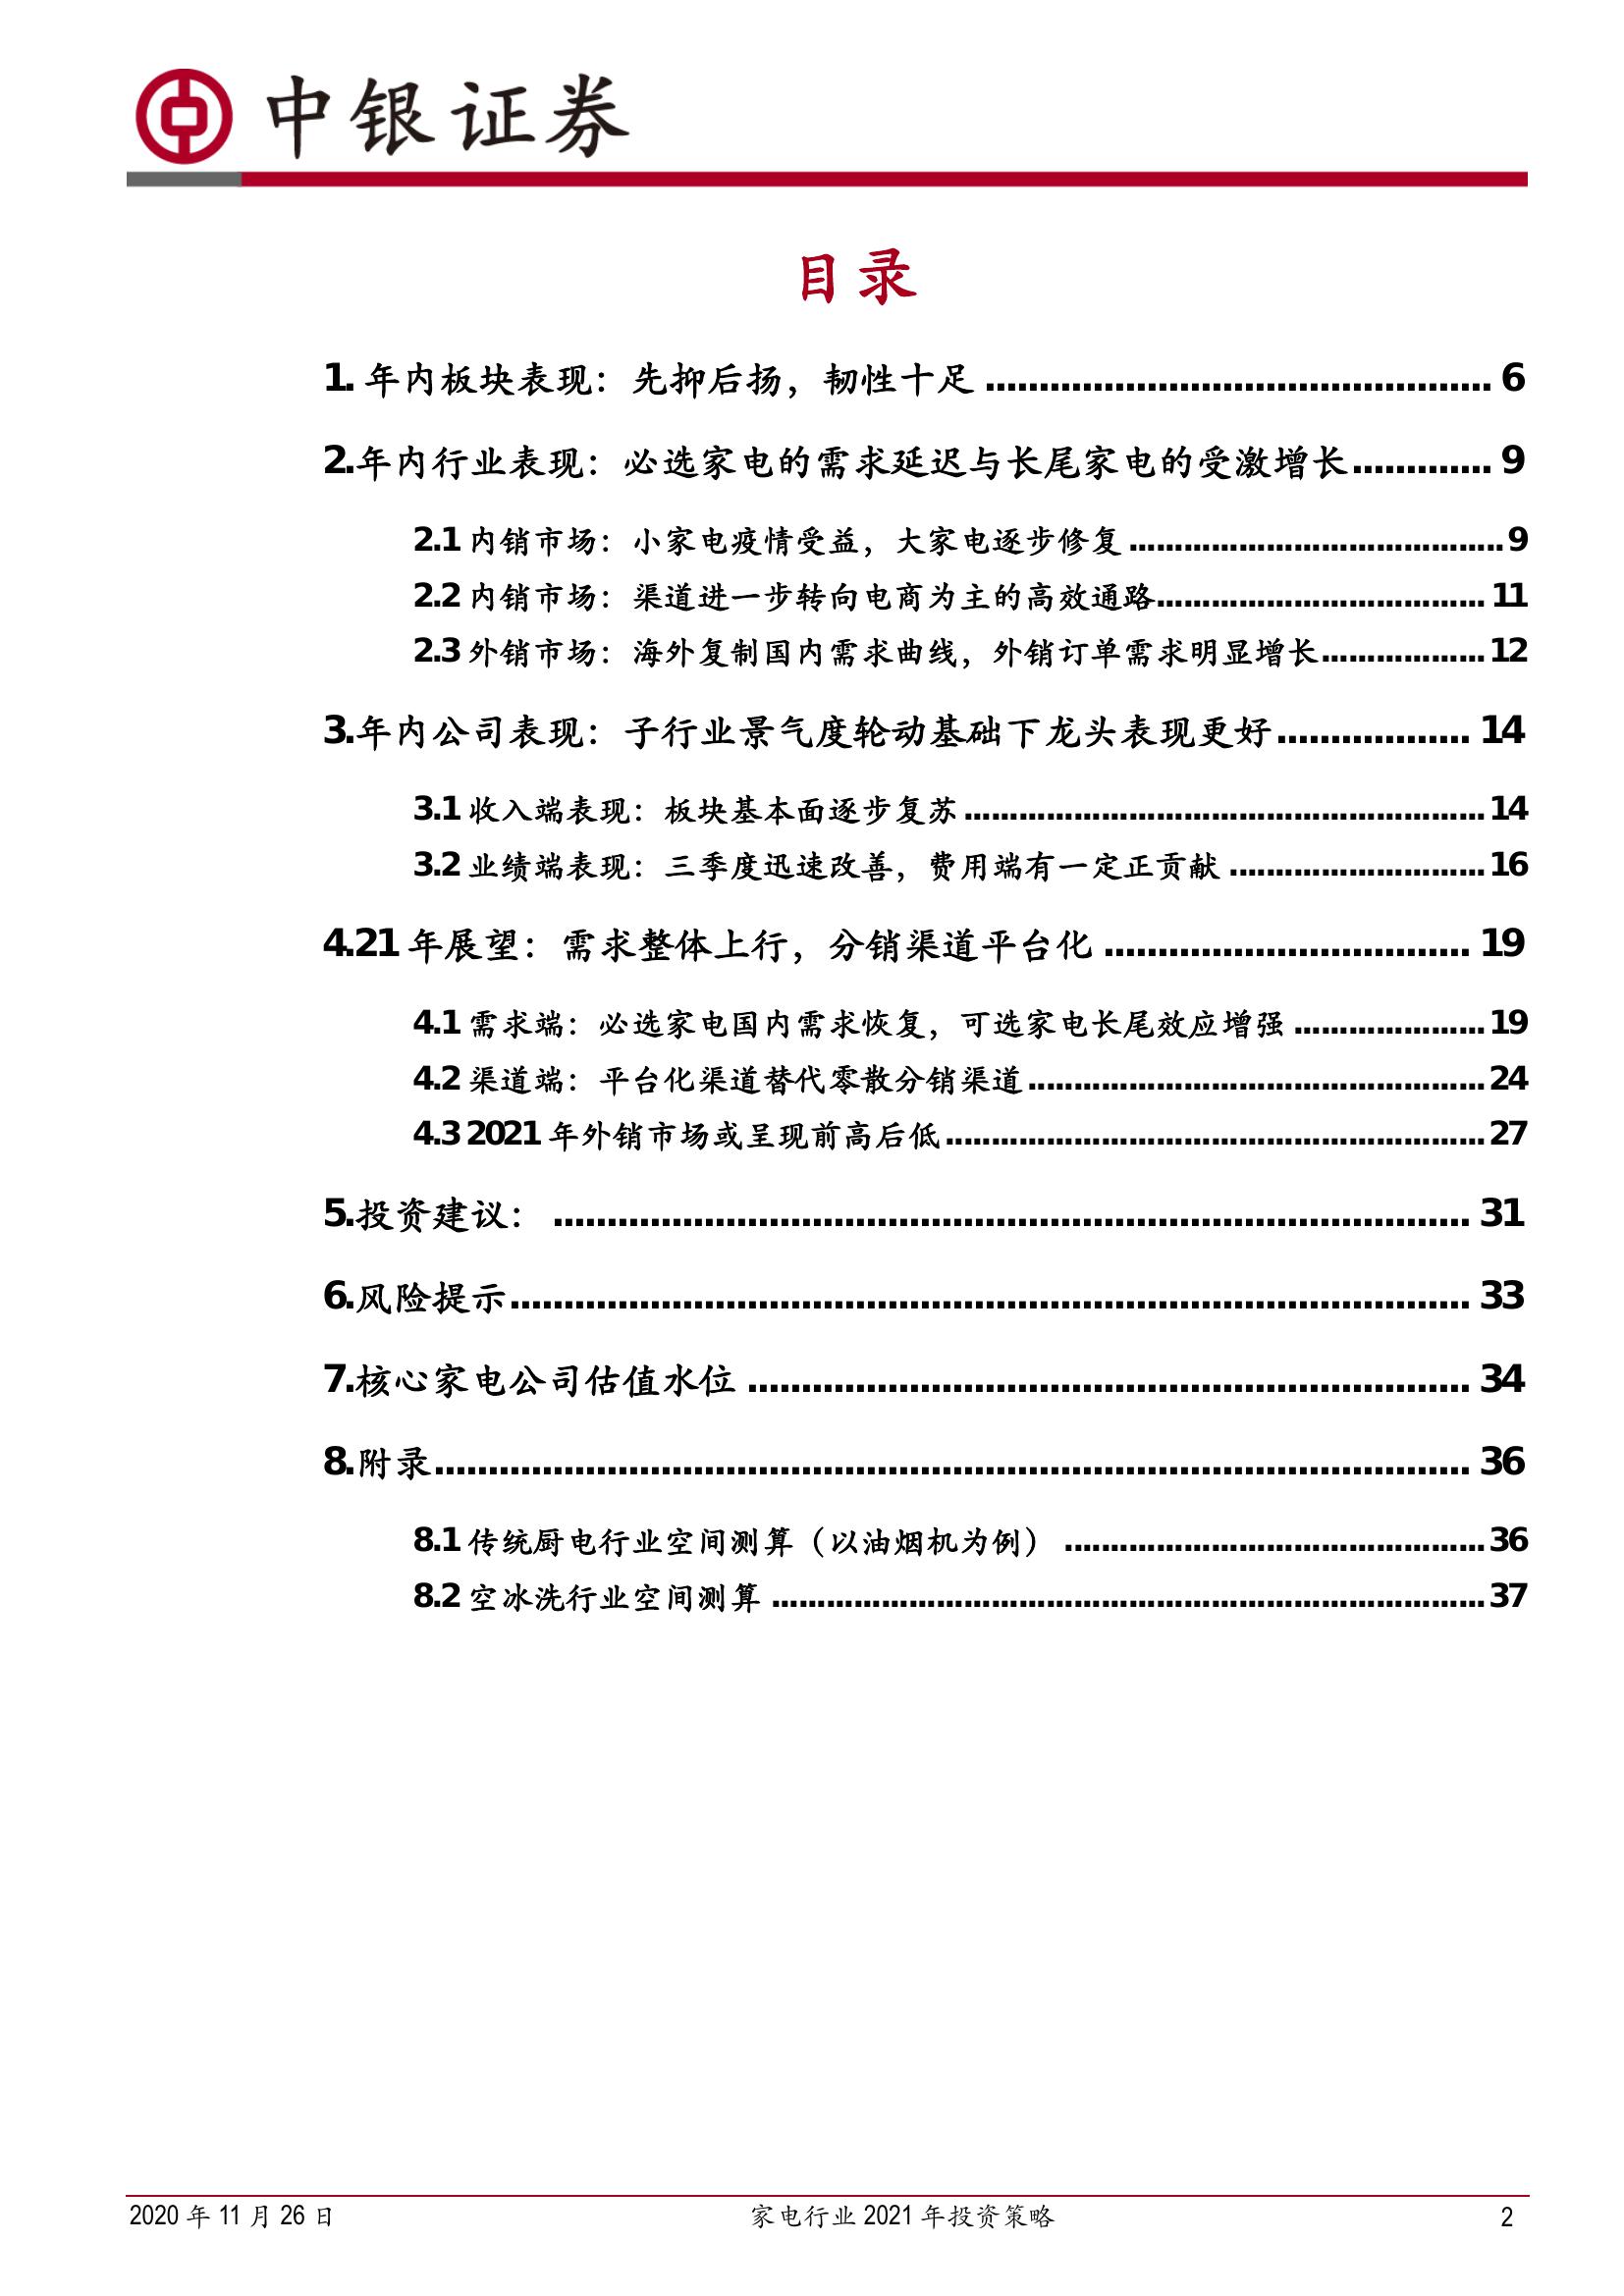 中银证券
目录
1. 年内板块表现：先抑后扬，韧性十足 ............................................... 6
2.年内行业表现：必选家电的需求延迟与长尾家电的受激增长............. 9
2.1 内销市场：小家电疫情受益，大家电逐步修复.........................................9
2.2 内销市场：渠道进一步转向电商为主的高效通路....................................11
2.3 外销市场：海外复制国内需求曲线，外销订单需求明显增长..................12
3.年内公司表现：子行业景气度轮动基础下龙头表现更好.................. 14
3.1 收入端表现：板块基本面逐步复苏.........................................................14
3.2 业绩端表现：三季度迅速改善，费用端有一定正贡献 ............................16
4.21 年展望：需求整体上行，分销渠道平台化 .................................. 19
4.1 需求端：必选家电国内需求恢复，可选家电长尾效应增强 .....................19
4.2 渠道端：平台化渠道替代零散分销渠道..................................................24
4.3 2021 年外销市场或呈现前高后低...........................................................27
5.投资建议： ..................................................................................... 31
6.风险提示......................................................................................... 33
7.核心家电公司估值水位 ................................................................... 34
8.附录................................................................................................ 36
8.1 传统厨电行业空间测算（以油烟机为例） ..............................................36
8.2 空冰洗行业空间测算 ..............................................................................37
2020 年 11 月 26 日 家电行业 2021 年投资策略 2